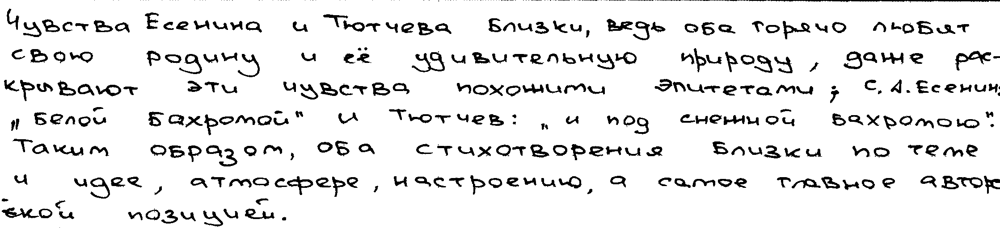 Чувства Есенина и Тютчева близки, ведь оба горячо любят
свою родину и её удивительную природу, даже рас-
крывают эти чувства похожими эпитетами; С. А. Есенин:
„белой бахромой" и Тютчев: „и под снежной бахромою".
Таким образом, оба стихотворения близки по теме
и идее, атмосфере, настроению, а самое главное автор
ской позицией.